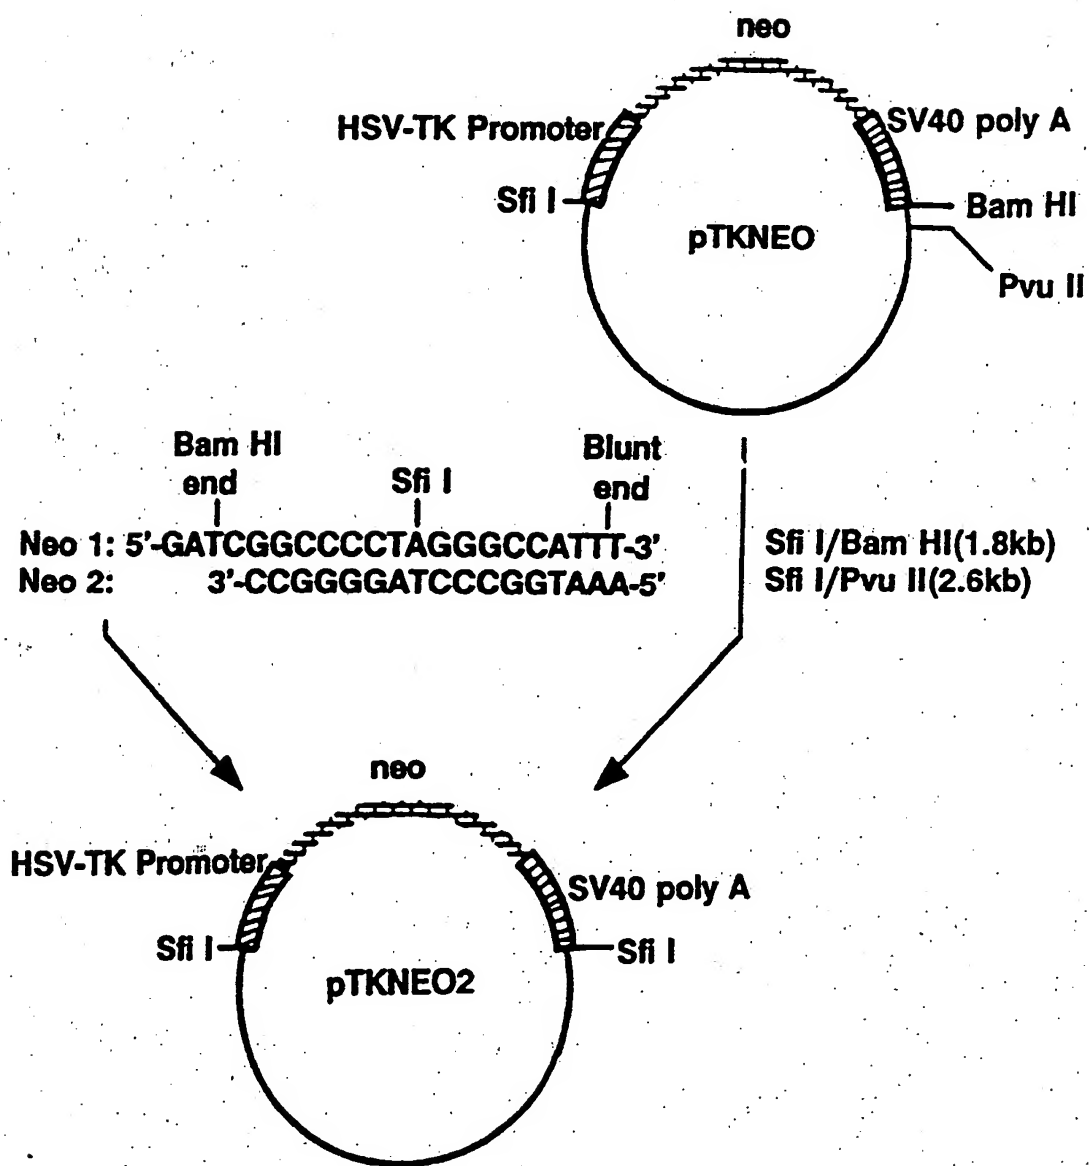 neo
HSV-TK Promoter
SV40 poly A
Sfi I
Bam HI
pTKNEO
Pvu II
Bam HI
end
Sfi I
Blunt
end
Neo 1: 5'-GATCGGCCCCTAGGGCCATTT-3'
Neo 2: 3'-CCGGGGATCCCGGTAAA-5'
Sfi I/Bam HI(1.8kb)
Sfi I/Pvu II(2.6kb)
neo
HSV-TK Promoter
SV40 poly A
Sfi I
Sfi I
pTKNEO2